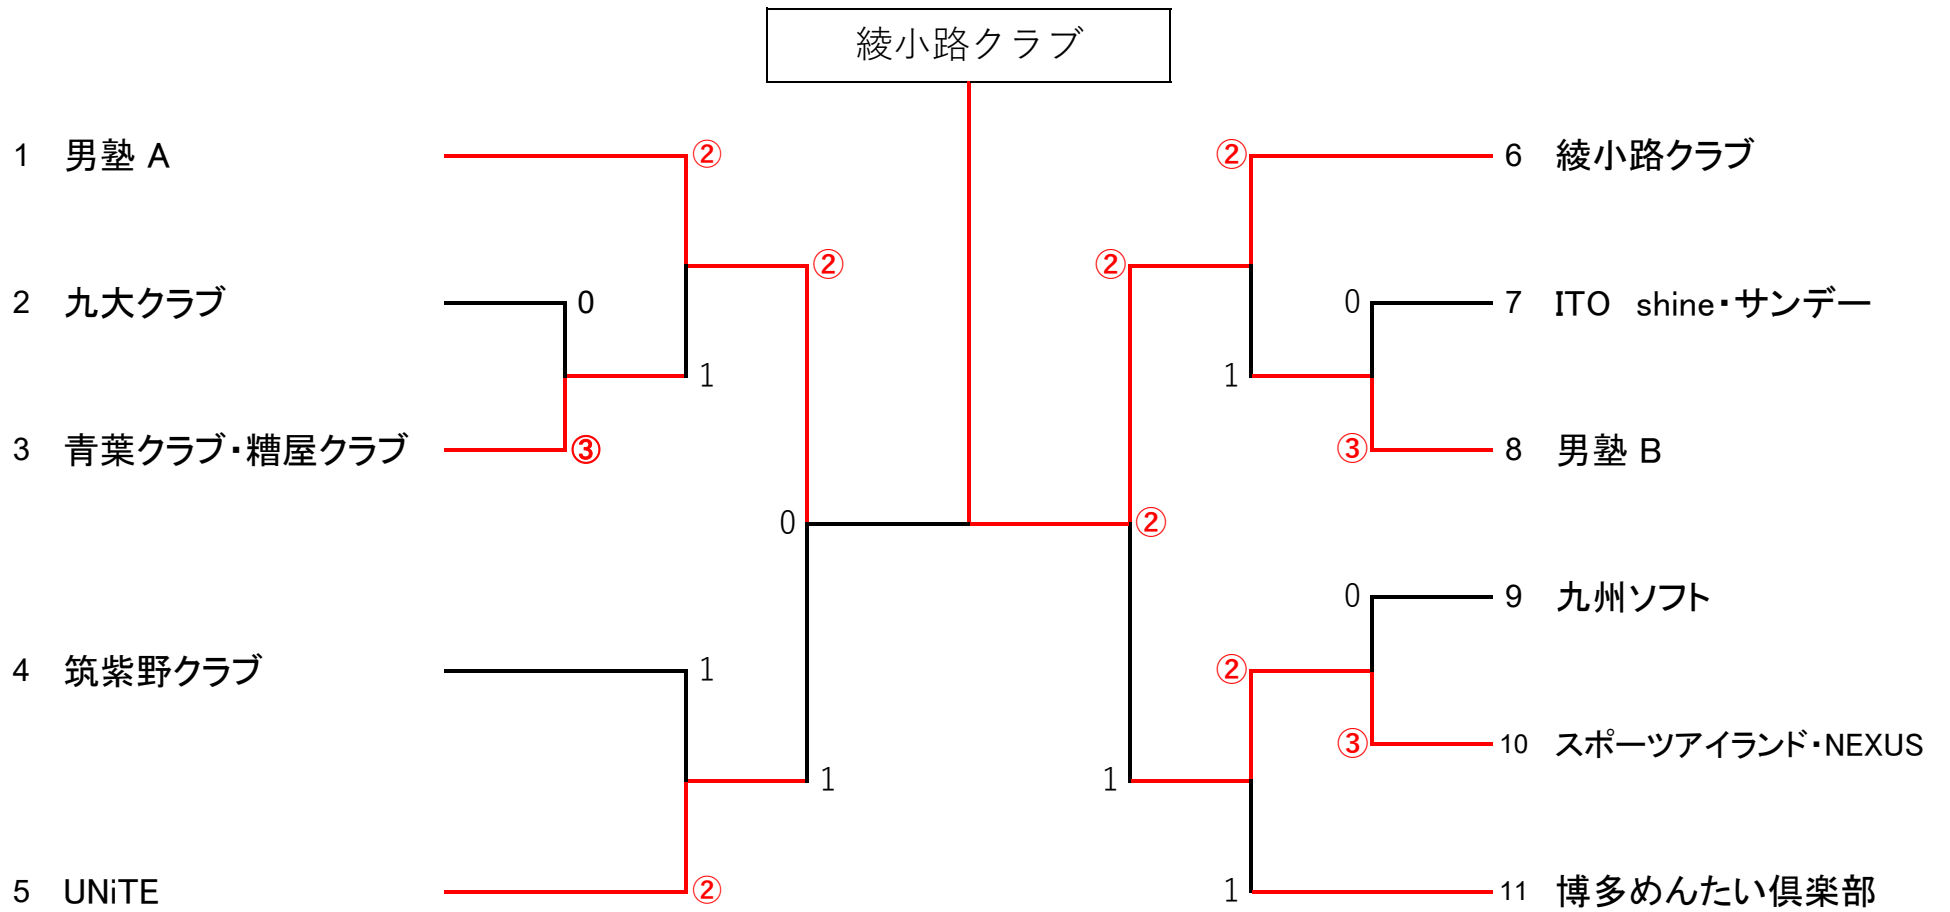 綾小路クラブ
1 男塾 A ② ② 6 綾小路クラブ
② ②
2 九大クラブ 0 0 7 ITO　shine・サンデー
1 1
3 青葉クラブ・糟屋クラブ ③ ③ 8 男塾 B
0 ②
0 9 九州ソフト
4 筑紫野クラブ 1 ②
③ 10 スポーツアイランド・NEXUS
1 1
5 UNiTE ② 1 11 博多めんたい倶楽部